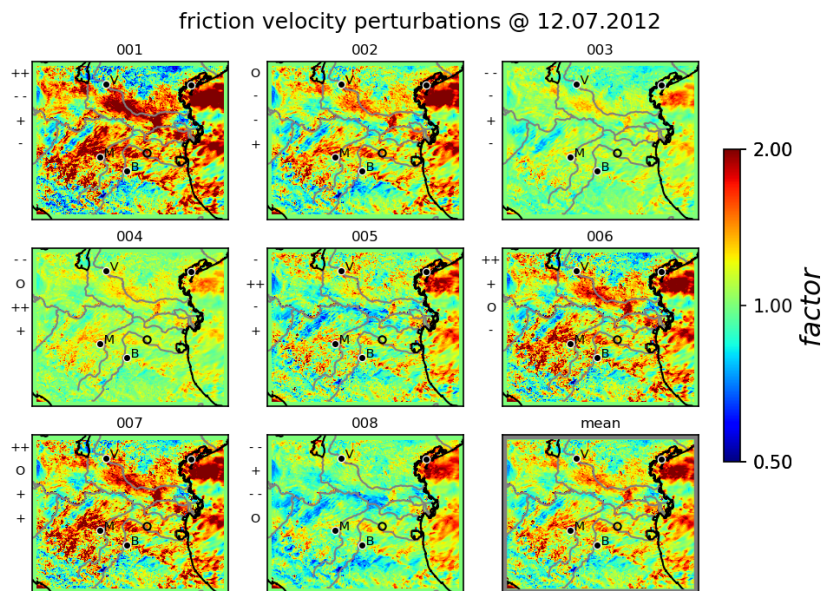 friction velocity perturbations @ 12.07.2012
001
++
- -
+
-
V
M
B
002
O
-
-
+
V
M
B
003
- -
-
+
-
V
M
B
004
- -
O
++
+
V
M
B
005
-
++
-
+
V
M
B
006
++
+
O
-
V
M
B
007
++
O
+
+
V
M
B
008
- -
+
- -
O
V
M
B
mean
V
M
B
2.00
1.00
0.50
factor